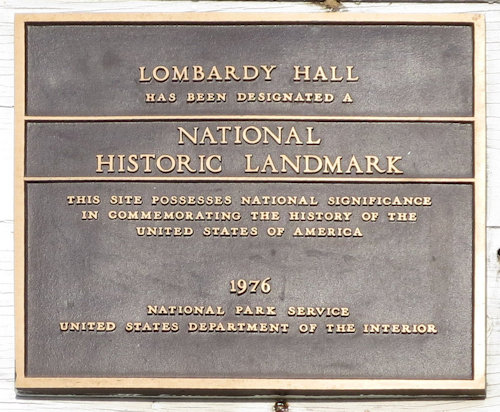 LOMBARDY HALL
HAS BEEN DESIGNATED A
NATIONAL
HISTORIC LANDMARK
THIS SITE POSSESSES NATIONAL SIGNIFICANCE
IN COMMEMORATING THE HISTORY OF THE
UNITED STATES OF AMERICA
1976
NATIONAL PARK SERVICE
UNITED STATES DEPARTMENT OF THE INTERIOR